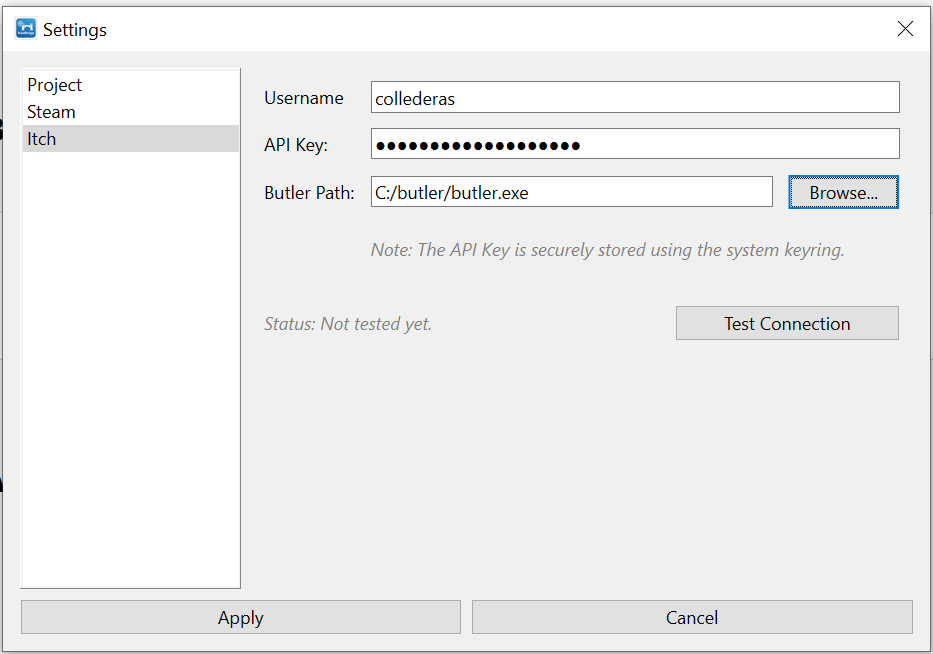 Settings
Project
Steam
Itch
Username
collederas
API Key:
●●●●●●●●●●●●●●●●●●●
Butler Path:
C:/butler/butler.exe
Browse...
Note: The API Key is securely stored using the system keyring.
Status: Not tested yet.
Test Connection
Apply
Cancel